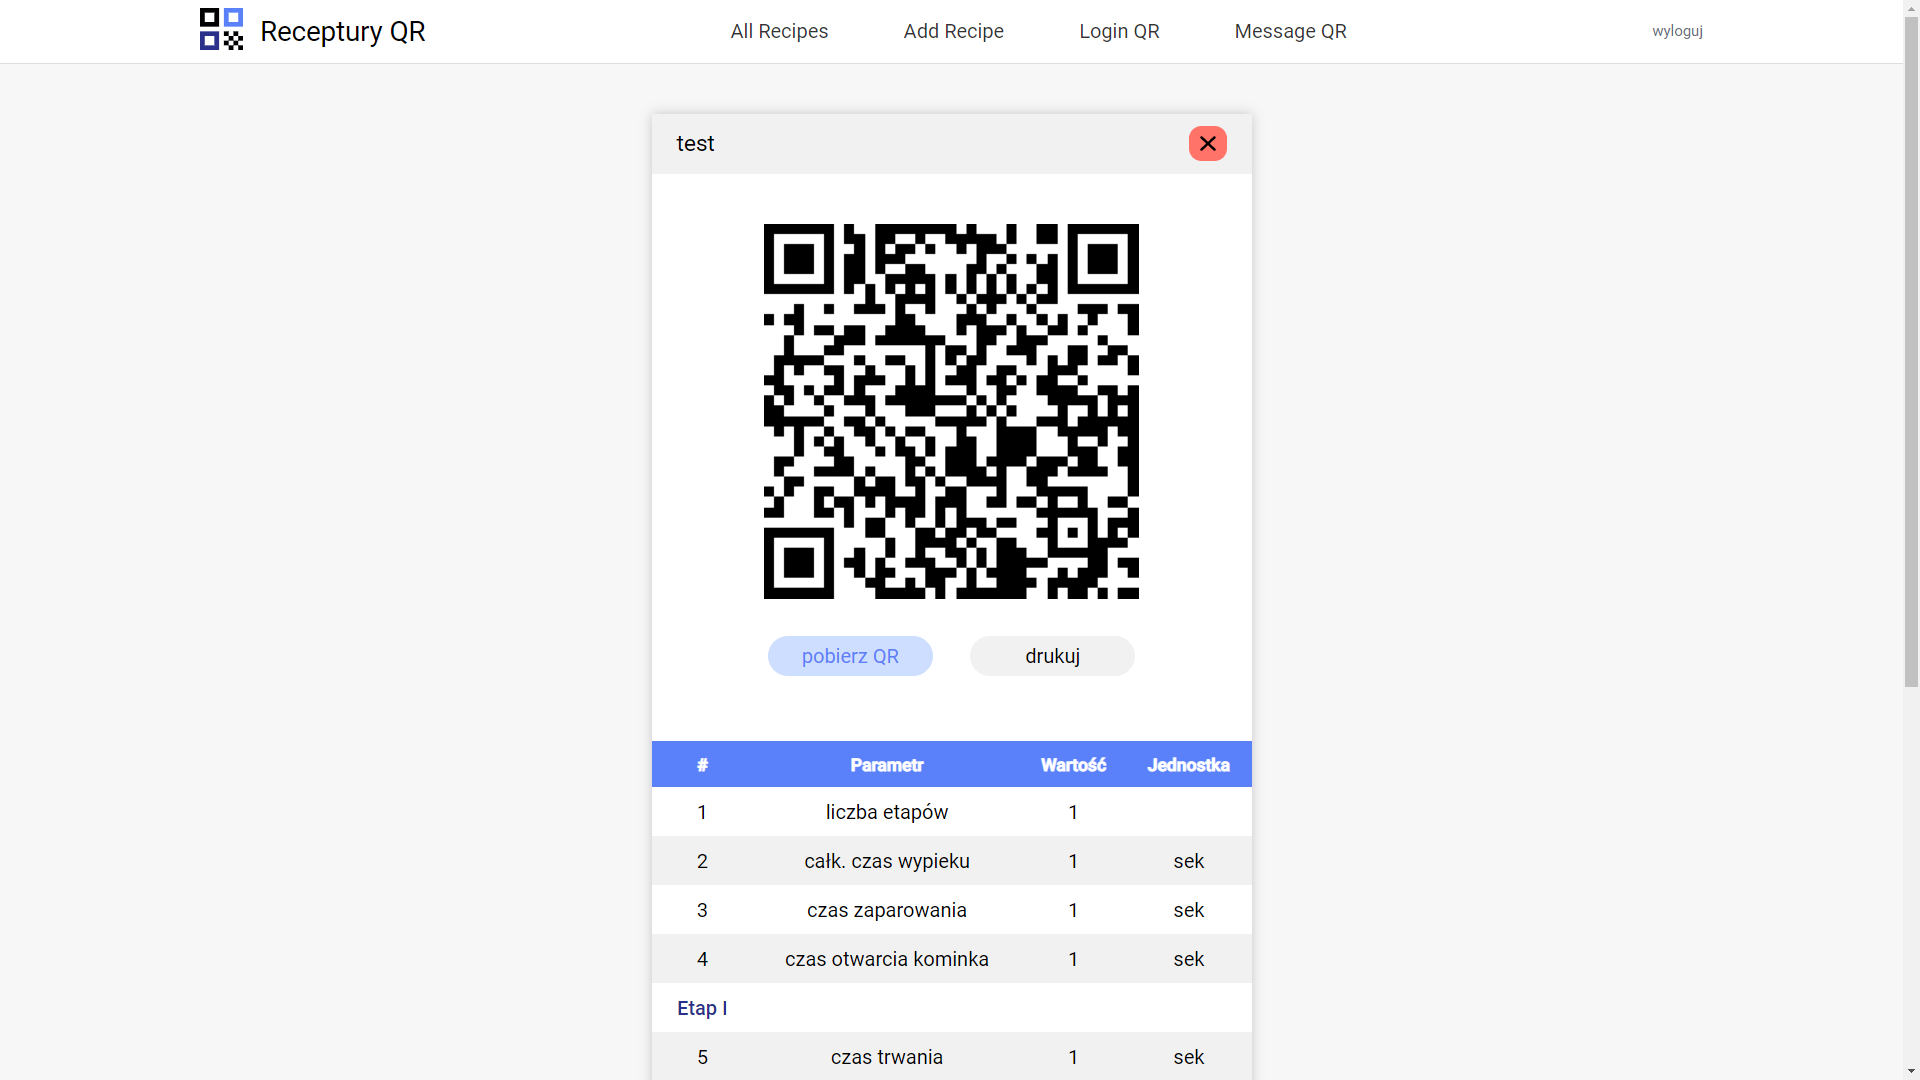 Receptury QR
All Recipes
Add Recipe
Login QR
Message QR
wyloguj
test
pobierz QR
drukuj
# Parametr Wartość Jednostka
1 liczba etapów 1
2 całk. czas wypieku 1 sek
3 czas zaparowania 1 sek
4 czas otwarcia kominka 1 sek
Etap I
5 czas trwania 1 sek